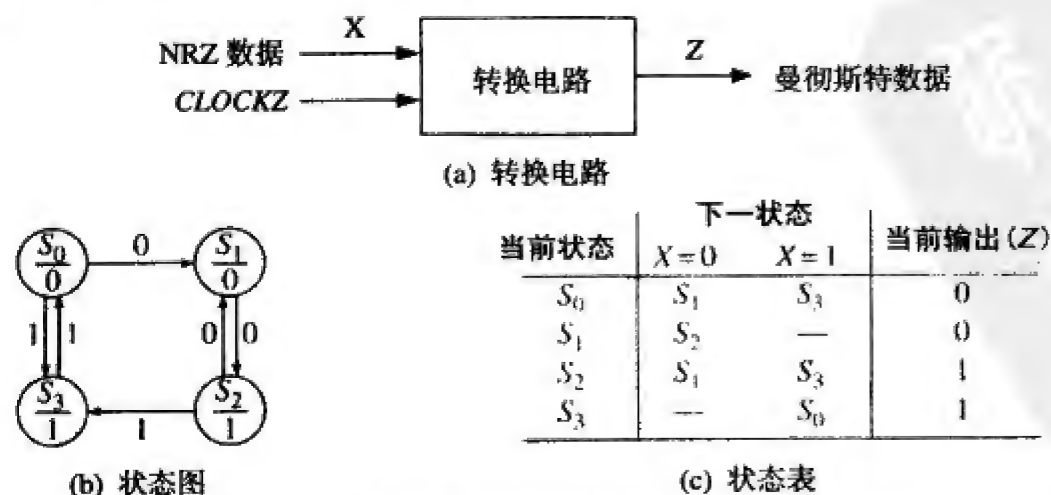 X
NRZ 数据
CLOCKZ
转换电路
Z
曼彻斯特数据
(a) 转换电路
S₀
0
0
S₁
0
1 1
0 0
S₃
1
1
S₂
1
(b) 状态图
下一状态
当前状态 X=0 X=1 当前输出(Z)
S₀ S₁ S₃ 0
S₁ S₂ — 0
S₂ S₁ S₃ 1
S₃ — S₀ 1
(c) 状态表